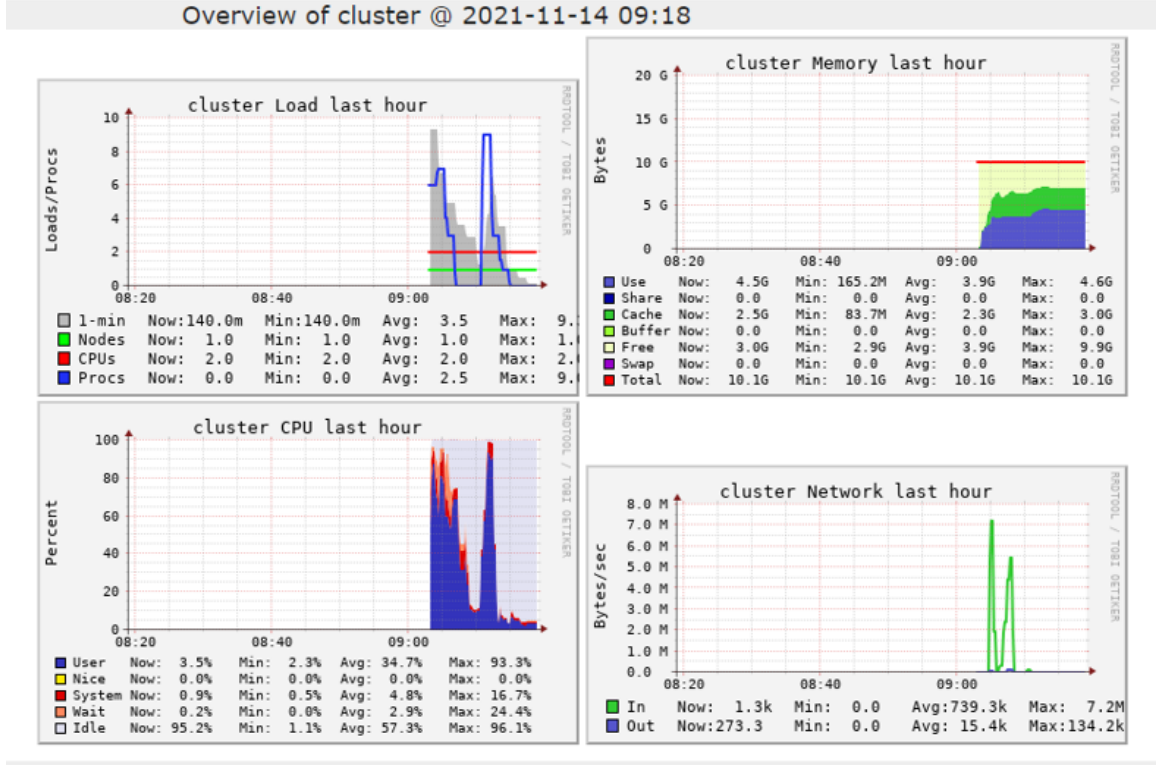 Overview of cluster @ 2021-11-14 09:18
cluster Load last hour
RRDTOOL / TOBI OETIKER
Loads/Procs
10
8
6
4
2
0
08:20 08:40 09:00
1-min Now:140.0m Min:140.0m Avg: 3.5 Max: 9.
Nodes Now: 1.0 Min: 1.0 Avg: 1.0 Max: 1.
CPUs Now: 2.0 Min: 2.0 Avg: 2.0 Max: 2.
Procs Now: 0.0 Min: 0.0 Avg: 2.5 Max: 9.
cluster Memory last hour
RRDTOOL / TOBI OETIKER
Bytes
20 G
15 G
10 G
5 G
0
08:20 08:40 09:00
Use Now: 4.5G Min: 165.2M Avg: 3.9G Max: 4.6G
Share Now: 0.0 Min: 0.0 Avg: 0.0 Max: 0.0
Cache Now: 2.5G Min: 83.7M Avg: 2.3G Max: 3.0G
Buffer Now: 0.0 Min: 0.0 Avg: 0.0 Max: 0.0
Free Now: 3.0G Min: 2.9G Avg: 3.9G Max: 9.9G
Swap Now: 0.0 Min: 0.0 Avg: 0.0 Max: 0.0
Total Now: 10.1G Min: 10.1G Avg: 10.1G Max: 10.1G
cluster CPU last hour
RRDTOOL / TOBI OETIKER
Percent
100
80
60
40
20
0
08:20 08:40 09:00
User Now: 3.5% Min: 2.3% Avg: 34.7% Max: 93.3%
Nice Now: 0.0% Min: 0.0% Avg: 0.0% Max: 0.0%
System Now: 0.9% Min: 0.5% Avg: 4.8% Max: 16.7%
Wait Now: 0.2% Min: 0.0% Avg: 2.9% Max: 24.4%
Idle Now: 95.2% Min: 1.1% Avg: 57.3% Max: 96.1%
cluster Network last hour
RRDTOOL / TOBI OETIKER
Bytes/sec
8.0 M
7.0 M
6.0 M
5.0 M
4.0 M
3.0 M
2.0 M
1.0 M
0.0
08:20 08:40 09:00
In Now: 1.3k Min: 0.0 Avg:739.3k Max: 7.2M
Out Now:273.3 Min: 0.0 Avg: 15.4k Max:134.2k